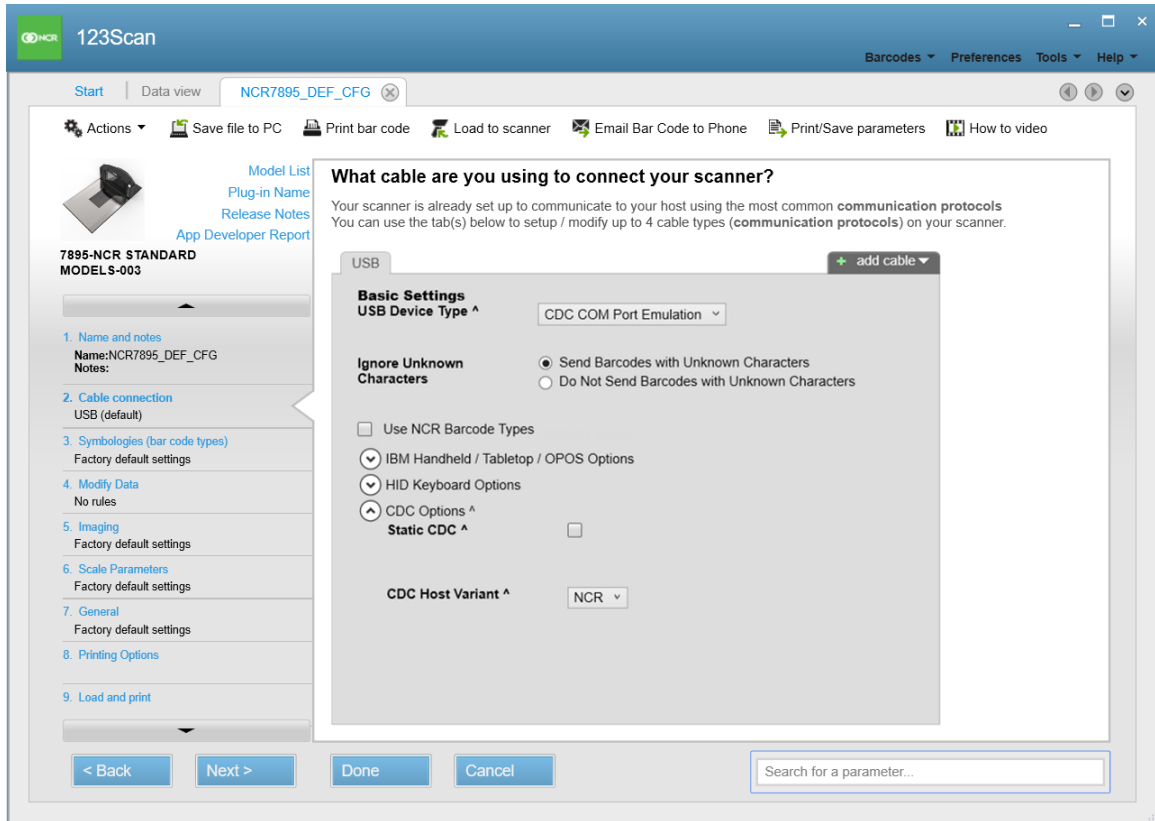 NCR 123Scan
Barcodes Preferences Tools Help
Start Data view NCR7895_DEF_CFG
Actions Save file to PC Print bar code Load to scanner Email Bar Code to Phone Print/Save parameters How to video
Model List
Plug-in Name
Release Notes
App Developer Report
7895-NCR STANDARD
MODELS-003
1. Name and notes
Name:NCR7895_DEF_CFG
Notes:
2. Cable connection
USB (default)
3. Symbologies (bar code types)
Factory default settings
4. Modify Data
No rules
5. Imaging
Factory default settings
6. Scale Parameters
Factory default settings
7. General
Factory default settings
8. Printing Options
9. Load and print
What cable are you using to connect your scanner?
Your scanner is already set up to communicate to your host using the most common communication protocols
You can use the tab(s) below to setup / modify up to 4 cable types (communication protocols) on your scanner.
USB + add cable
Basic Settings
USB Device Type ^ CDC COM Port Emulation
Ignore Unknown
Characters
Send Barcodes with Unknown Characters
Do Not Send Barcodes with Unknown Characters
Use NCR Barcode Types
IBM Handheld / Tabletop / OPOS Options
HID Keyboard Options
CDC Options ^
Static CDC ^
CDC Host Variant ^ NCR
< Back Next > Done Cancel Search for a parameter...